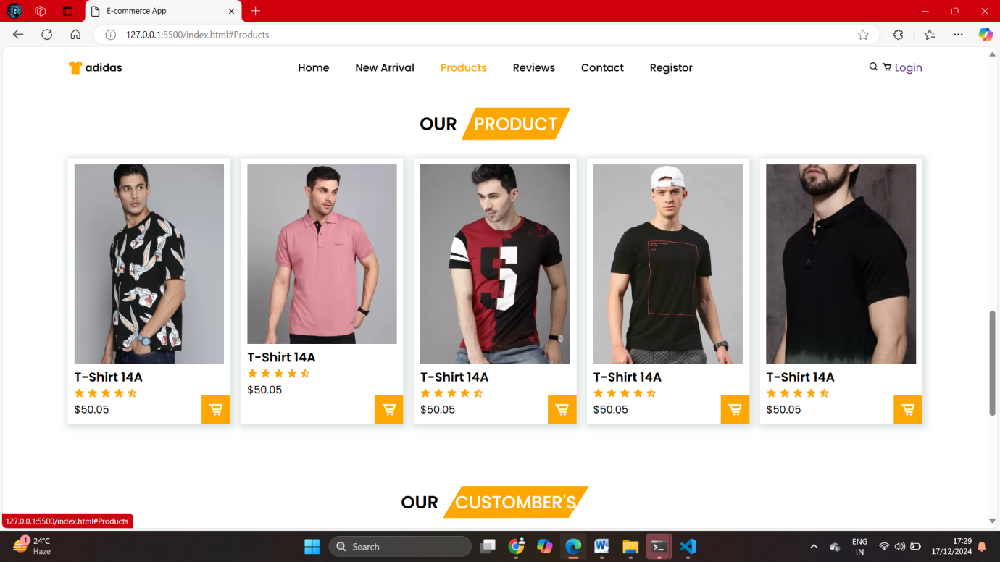 E-commerce App
127.0.0.1:5500/index.html#Products
adidas
Home
New Arrival
Products
Reviews
Contact
Registor
Login
OUR PRODUCT
5
T-Shirt 14A
$50.05
T-Shirt 14A
$50.05
T-Shirt 14A
$50.05
T-Shirt 14A
$50.05
T-Shirt 14A
$50.05
OUR CUSTOMBER'S
127.0.0.1:5500/index.html#Products
1
24°C
Haze
Search
ENG
IN
17:29
17/12/2024